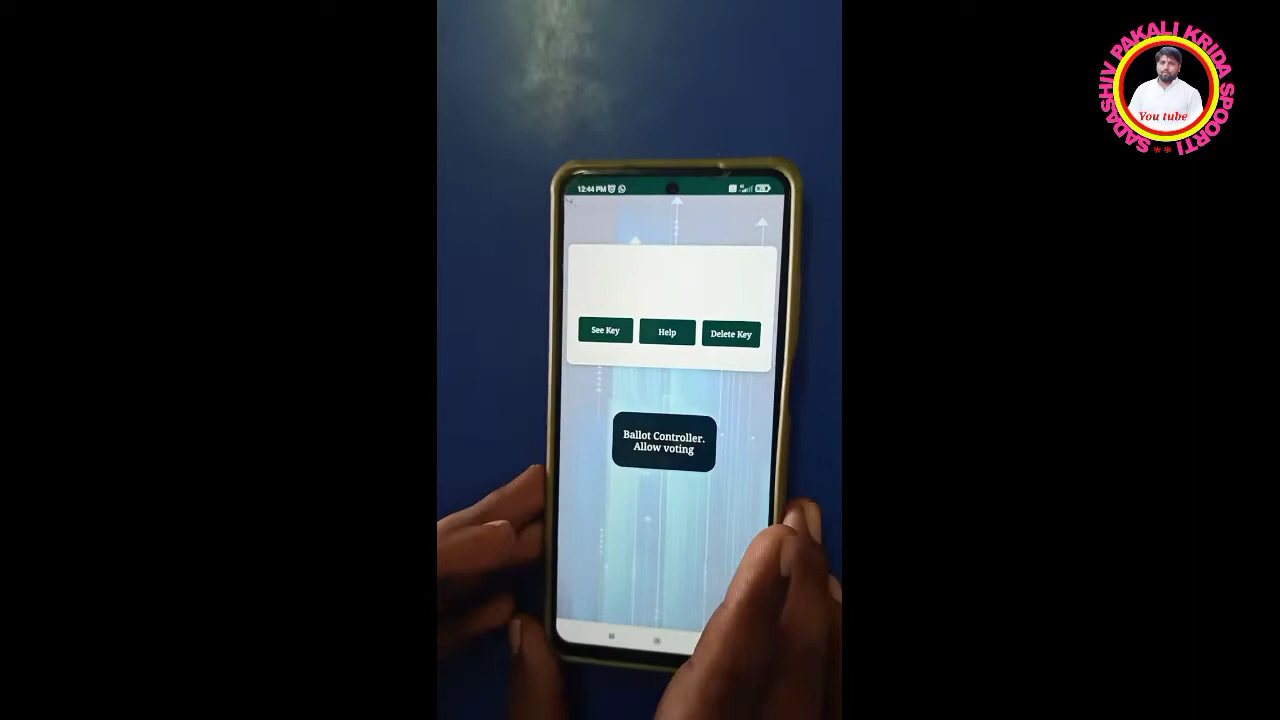 SADASHIV PAKALI KRIDA SPOORTI **
You tube
12:44 PM
See Key
Help
Delete Key
Ballot Controller.
Allow voting